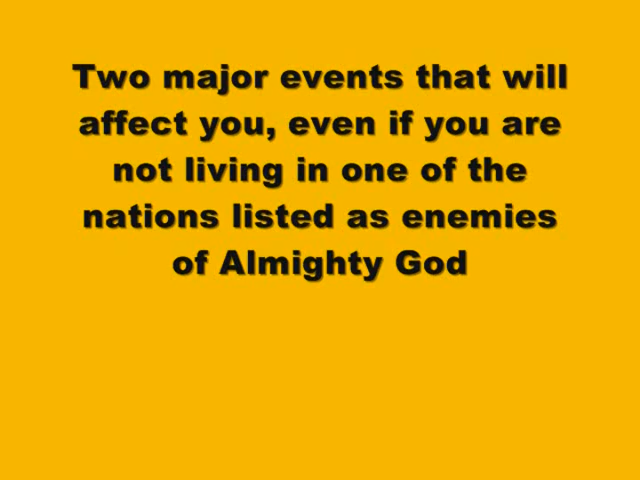 Two major events that will
affect you, even if you are
not living in one of the
nations listed as enemies
of Almighty God